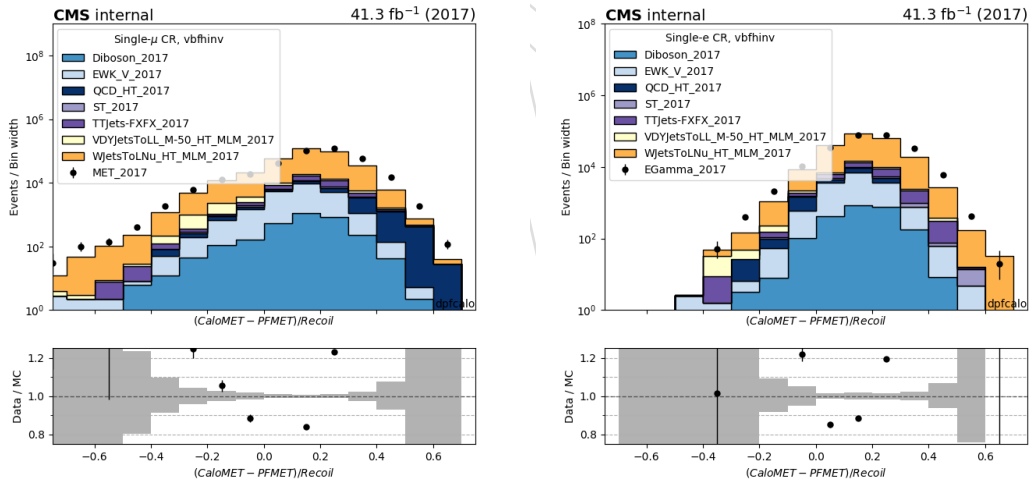 CMS internal 41.3 fb⁻¹ (2017)
Single-μ CR, vbfhinv
Diboson_2017
EWK_V_2017
QCD_HT_2017
ST_2017
TTJets-FXFX_2017
VDYJetsToLL_M-50_HT_MLM_2017
WJetsToLNu_HT_MLM_2017
MET_2017
Events / Bin width
10⁸
10⁶
10⁴
10²
10⁰
dpfcalo
(CaloMET − PFMET)/Recoil
Data / MC
1.2
1.0
0.8
−0.6 −0.4 −0.2 0.0 0.2 0.4 0.6
(CaloMET − PFMET)/Recoil
CMS internal 41.3 fb⁻¹ (2017)
Single-e CR, vbfhinv
Diboson_2017
EWK_V_2017
QCD_HT_2017
ST_2017
TTJets-FXFX_2017
VDYJetsToLL_M-50_HT_MLM_2017
WJetsToLNu_HT_MLM_2017
EGamma_2017
Events / Bin width
10⁸
10⁶
10⁴
10²
10⁰
dpfcalo
(CaloMET − PFMET)/Recoil
Data / MC
1.2
1.0
0.8
−0.6 −0.4 −0.2 0.0 0.2 0.4 0.6
(CaloMET − PFMET)/Recoil